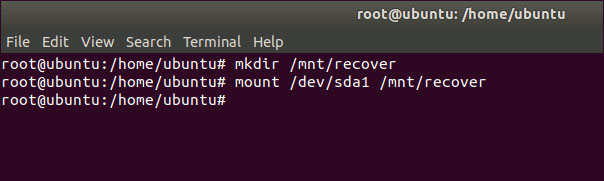 root@ubuntu: /home/ubuntu
File Edit View Search Terminal Help
root@ubuntu:/home/ubuntu# mkdir /mnt/recover
root@ubuntu:/home/ubuntu# mount /dev/sda1 /mnt/recover
root@ubuntu:/home/ubuntu#